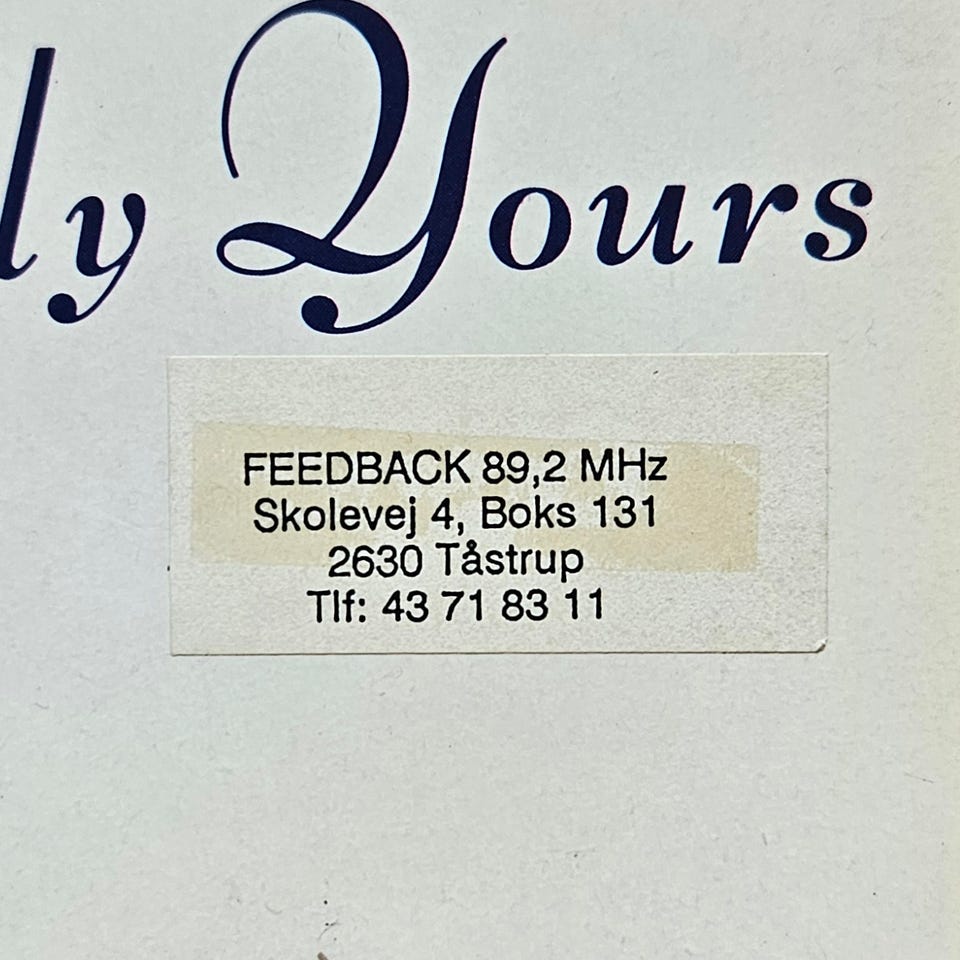 ly Yours
FEEDBACK 89,2 MHz
Skolevej 4, Boks 131
2630 Tåstrup
Tlf: 43 71 83 11